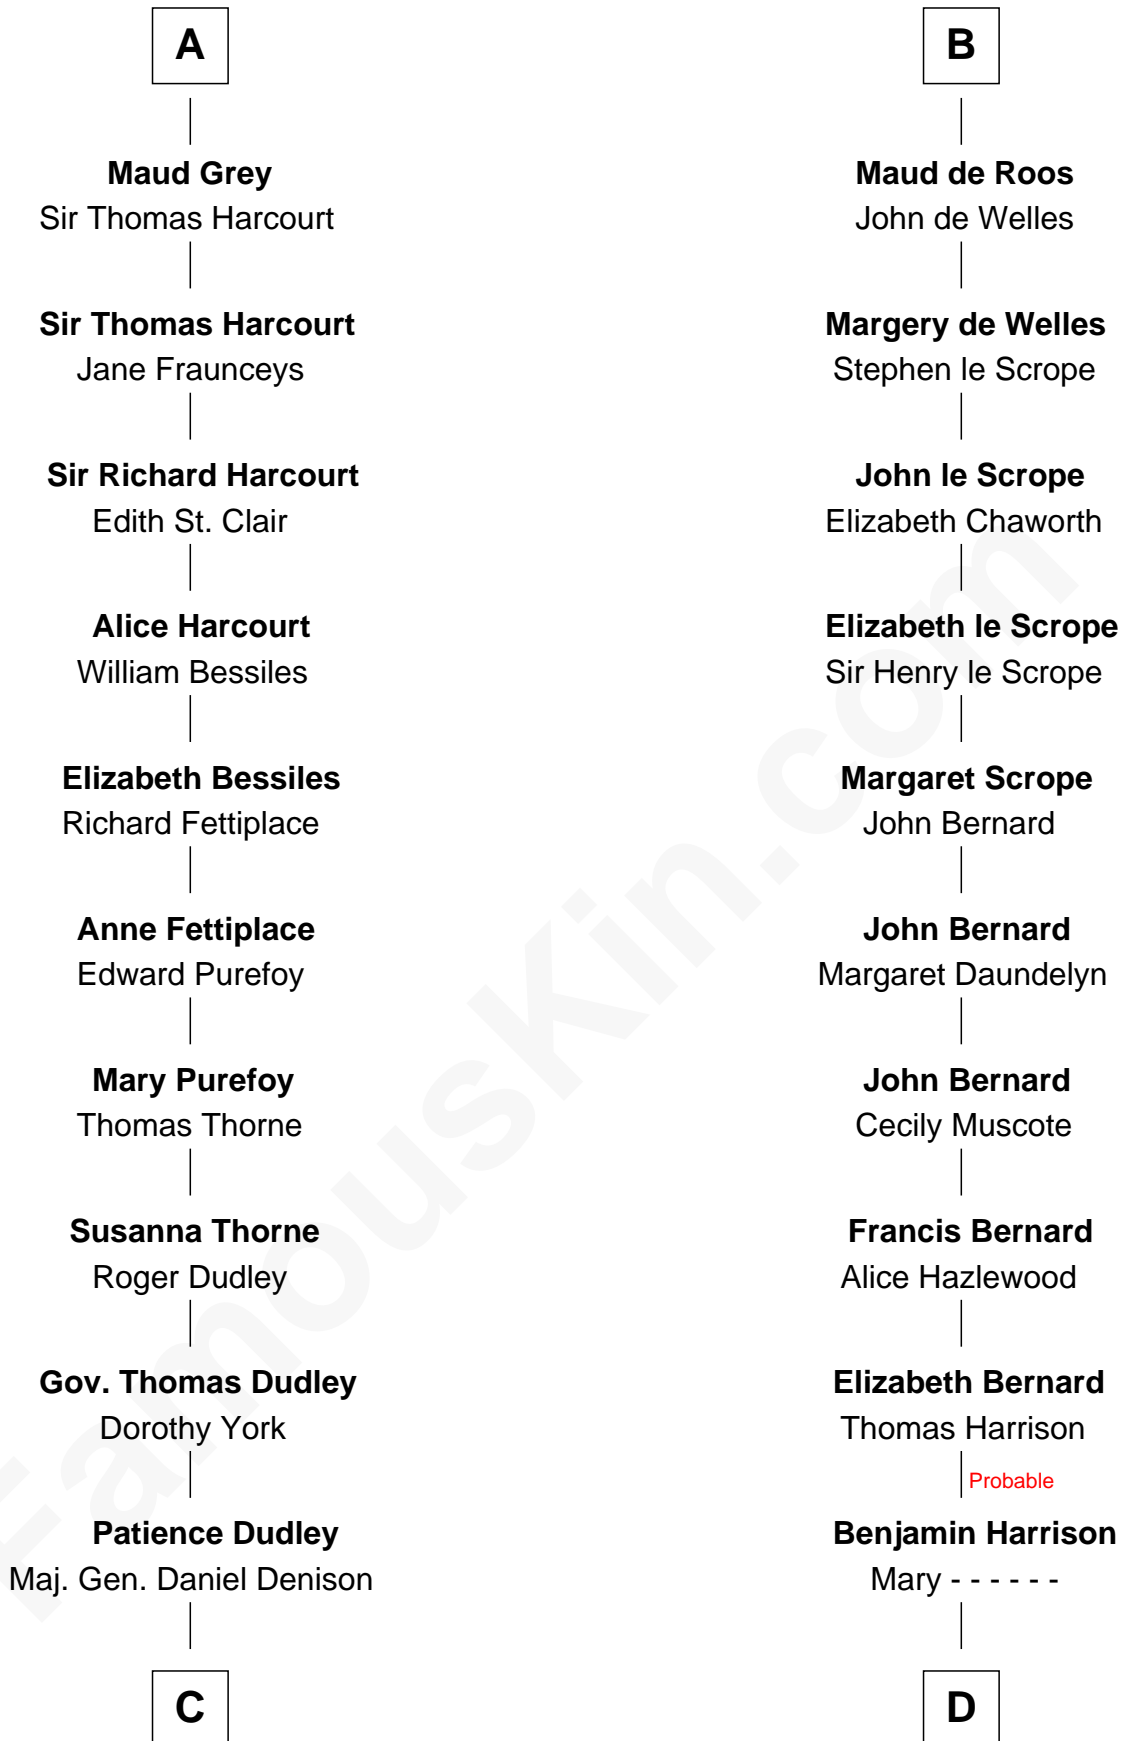 A
Maud Grey
Sir Thomas Harcourt
Sir Thomas Harcourt
Jane Fraunceys
Sir Richard Harcourt
Edith St. Clair
Alice Harcourt
William Bessiles
Elizabeth Bessiles
Richard Fettiplace
Anne Fettiplace
Edward Purefoy
Mary Purefoy
Thomas Thorne
Susanna Thorne
Roger Dudley
Gov. Thomas Dudley
Dorothy York
Patience Dudley
Maj. Gen. Daniel Denison
C
B
Maud de Roos
John de Welles
Margery de Welles
Stephen le Scrope
John le Scrope
Elizabeth Chaworth
Elizabeth le Scrope
Sir Henry le Scrope
Margaret Scrope
John Bernard
John Bernard
Margaret Daundelyn
John Bernard
Cecily Muscote
Francis Bernard
Alice Hazlewood
Elizabeth Bernard
Thomas Harrison
Probable
Benjamin Harrison
Mary - - - - - -
D
FamousKin.com